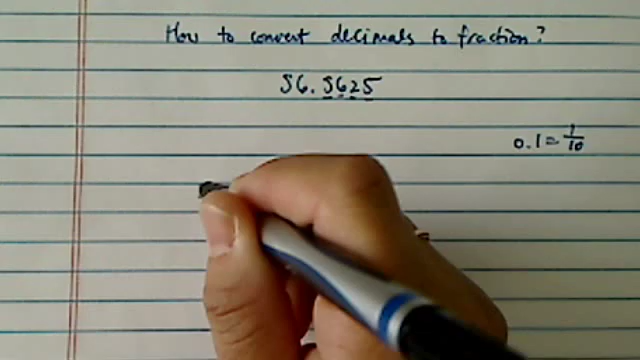 How to convert decimals to fraction?
56.5625
0.1 = 1/10